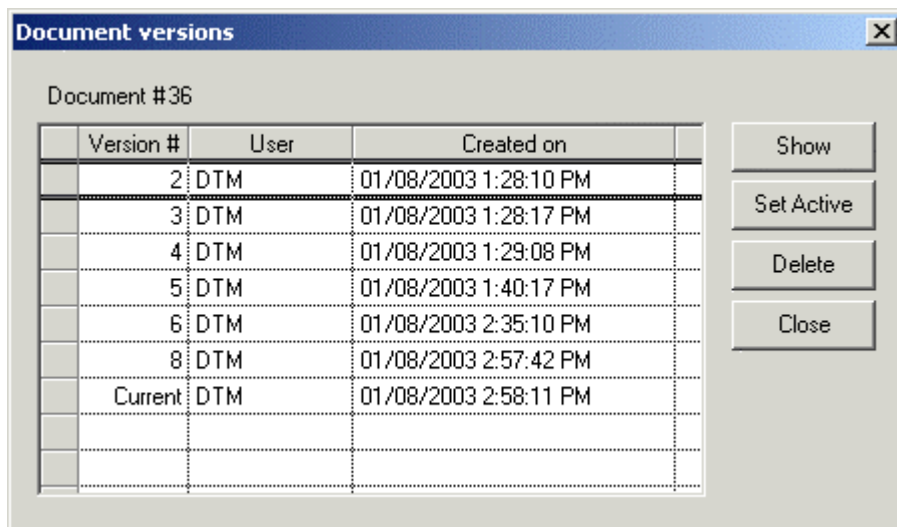 Document versions
Document #36
Version # User Created on
2 DTM 01/08/2003 1:28:10 PM
3 DTM 01/08/2003 1:28:17 PM
4 DTM 01/08/2003 1:29:08 PM
5 DTM 01/08/2003 1:40:17 PM
6 DTM 01/08/2003 2:35:10 PM
8 DTM 01/08/2003 2:57:42 PM
Current DTM 01/08/2003 2:58:11 PM
Show
Set Active
Delete
Close